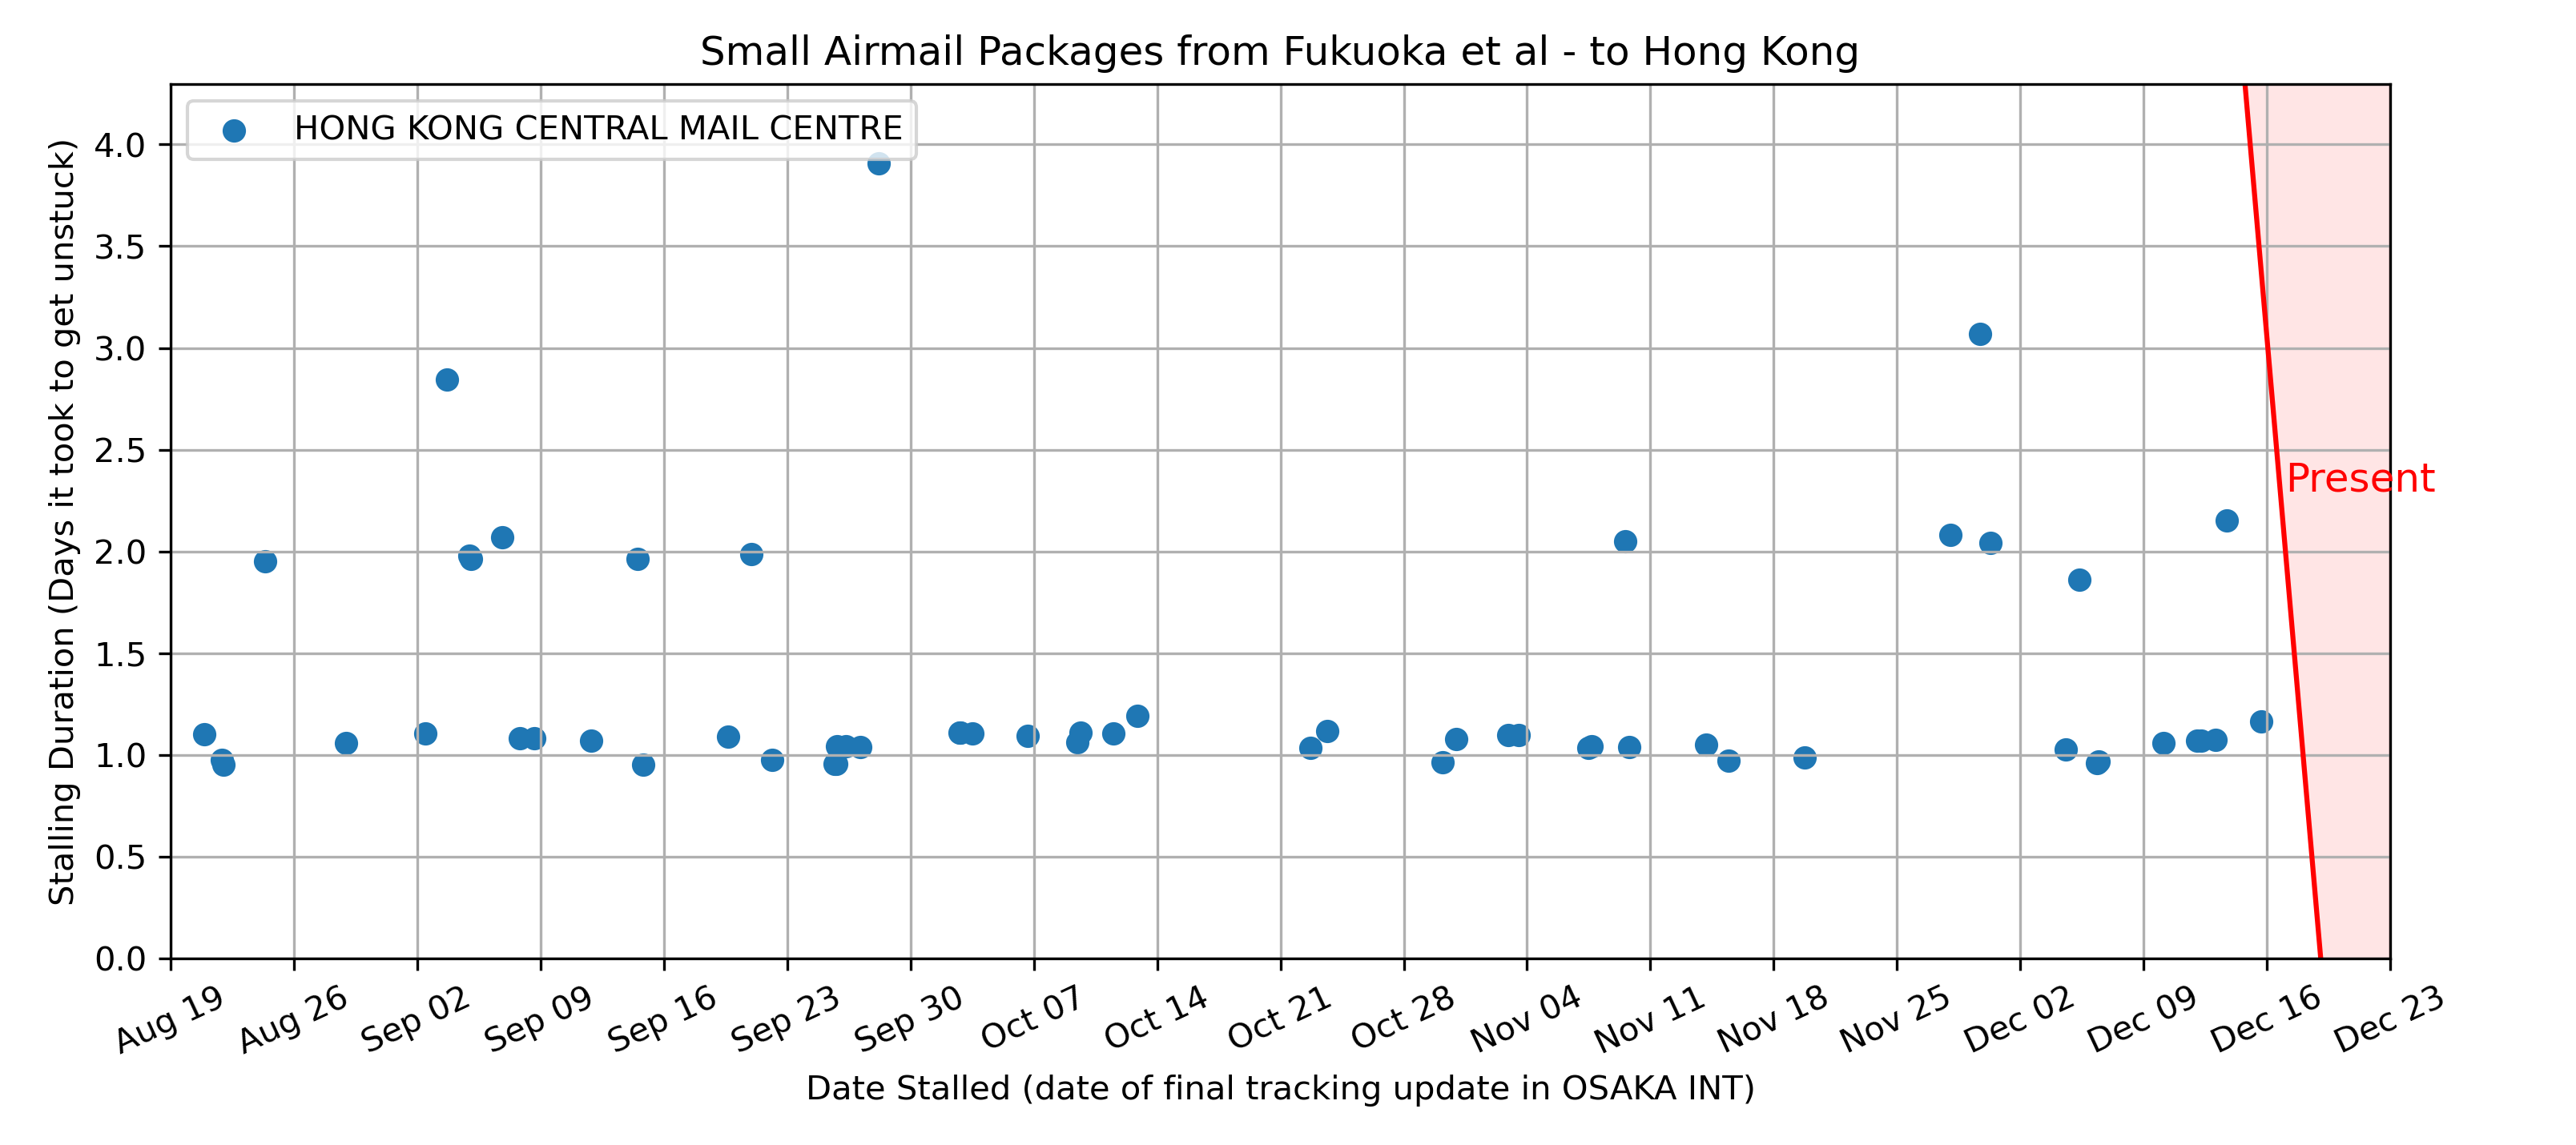 Small Airmail Packages from Fukuoka et al - to Hong Kong
HONG KONG CENTRAL MAIL CENTRE
Stalling Duration (Days it took to get unstuck)
4.0
3.5
3.0
2.5
2.0
1.5
1.0
0.5
0.0
Present
Aug 19
Aug 26
Sep 02
Sep 09
Sep 16
Sep 23
Sep 30
Oct 07
Oct 14
Oct 21
Oct 28
Nov 04
Nov 11
Nov 18
Nov 25
Dec 02
Dec 09
Dec 16
Dec 23
Date Stalled (date of final tracking update in OSAKA INT)